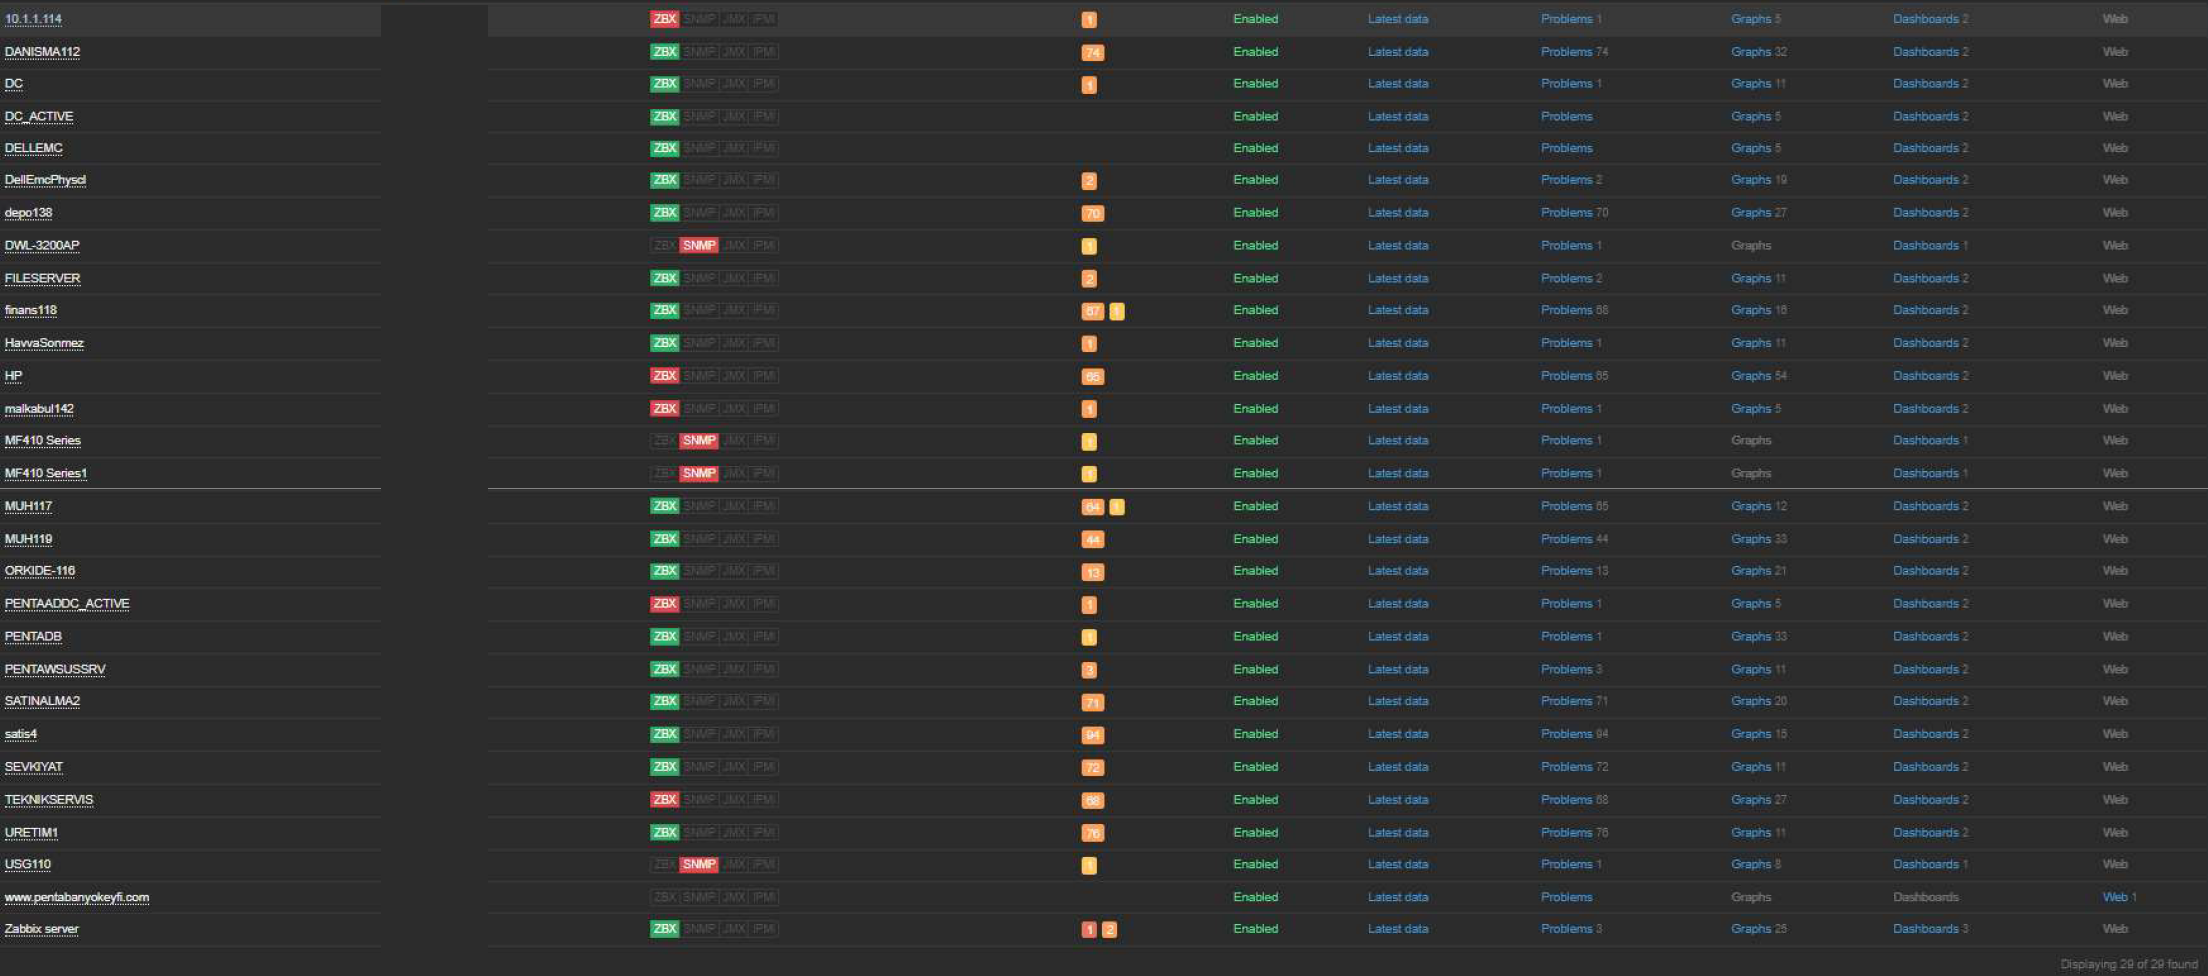 10.1.1.114 ZBX SNMP JMX IPMI 1 Enabled Latest data Problems 1 Graphs 5 Dashboards 2 Web
DANISMA112 ZBX SNMP JMX IPMI 74 Enabled Latest data Problems 74 Graphs 32 Dashboards 2 Web
DC ZBX SNMP JMX IPMI 1 Enabled Latest data Problems 1 Graphs 11 Dashboards 2 Web
DC_ACTIVE ZBX SNMP JMX IPMI Enabled Latest data Problems Graphs 5 Dashboards 2 Web
DELLEMC ZBX SNMP JMX IPMI Enabled Latest data Problems Graphs 5 Dashboards 2 Web
DellEmcPhyscl ZBX SNMP JMX IPMI 2 Enabled Latest data Problems 2 Graphs 19 Dashboards 2 Web
depo138 ZBX SNMP JMX IPMI 70 Enabled Latest data Problems 70 Graphs 27 Dashboards 2 Web
DWL-3200AP ZBX SNMP JMX IPMI 1 Enabled Latest data Problems 1 Graphs Dashboards 1 Web
FILESERVER ZBX SNMP JMX IPMI 2 Enabled Latest data Problems 2 Graphs 11 Dashboards 2 Web
finans118 ZBX SNMP JMX IPMI 67 1 Enabled Latest data Problems 68 Graphs 16 Dashboards 2 Web
HavvaSonmez ZBX SNMP JMX IPMI 1 Enabled Latest data Problems 1 Graphs 11 Dashboards 2 Web
HP ZBX SNMP JMX IPMI 65 Enabled Latest data Problems 65 Graphs 54 Dashboards 2 Web
malkabul142 ZBX SNMP JMX IPMI 1 Enabled Latest data Problems 1 Graphs 5 Dashboards 2 Web
MF410 Series ZBX SNMP JMX IPMI 1 Enabled Latest data Problems 1 Graphs Dashboards 1 Web
MF410 Series1 ZBX SNMP JMX IPMI 1 Enabled Latest data Problems 1 Graphs Dashboards 1 Web
MUH117 ZBX SNMP JMX IPMI 64 1 Enabled Latest data Problems 65 Graphs 12 Dashboards 2 Web
MUH119 ZBX SNMP JMX IPMI 44 Enabled Latest data Problems 44 Graphs 33 Dashboards 2 Web
ORKIDE-116 ZBX SNMP JMX IPMI 13 Enabled Latest data Problems 13 Graphs 21 Dashboards 2 Web
PENTAADDC_ACTIVE ZBX SNMP JMX IPMI 1 Enabled Latest data Problems 1 Graphs 5 Dashboards 2 Web
PENTADB ZBX SNMP JMX IPMI 1 Enabled Latest data Problems 1 Graphs 33 Dashboards 2 Web
PENTAWSUSSRV ZBX SNMP JMX IPMI 3 Enabled Latest data Problems 3 Graphs 11 Dashboards 2 Web
SATINALMA2 ZBX SNMP JMX IPMI 71 Enabled Latest data Problems 71 Graphs 20 Dashboards 2 Web
satis4 ZBX SNMP JMX IPMI 94 Enabled Latest data Problems 94 Graphs 15 Dashboards 2 Web
SEVKIYAT ZBX SNMP JMX IPMI 72 Enabled Latest data Problems 72 Graphs 11 Dashboards 2 Web
TEKNIKSERVIS ZBX SNMP JMX IPMI 68 Enabled Latest data Problems 68 Graphs 27 Dashboards 2 Web
URETIM1 ZBX SNMP JMX IPMI 76 Enabled Latest data Problems 76 Graphs 11 Dashboards 2 Web
USG110 ZBX SNMP JMX IPMI 1 Enabled Latest data Problems 1 Graphs 8 Dashboards 1 Web
www.pentabanyokeyfi.com ZBX SNMP JMX IPMI Enabled Latest data Problems Graphs Dashboards Web 1
Zabbix server ZBX SNMP JMX IPMI 1 2 Enabled Latest data Problems 3 Graphs 25 Dashboards 3 Web
Displaying 29 of 29 found